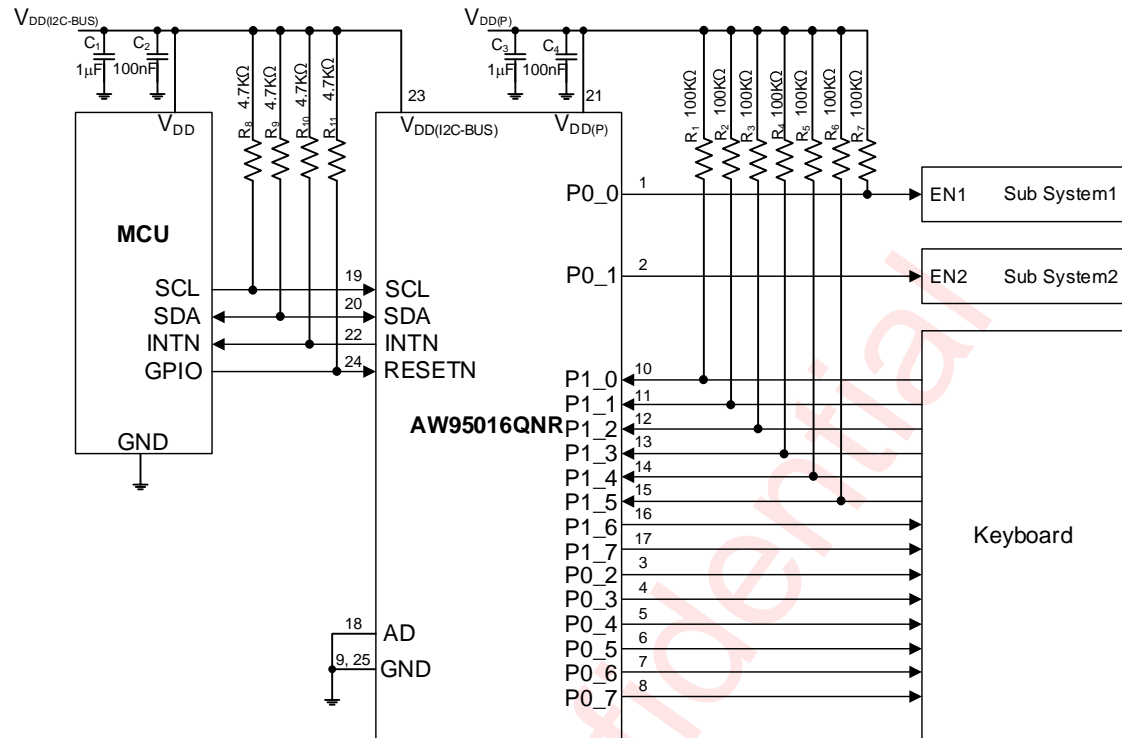 VDD(I2C-BUS)
C1
1μF
C2
100nF
R8 4.7KΩ
R9 4.7KΩ
R10 4.7KΩ
R11 4.7KΩ
VDD(P)
C3
1μF
C4
100nF
R1 100KΩ
R2 100KΩ
R3 100KΩ
R4 100KΩ
R5 100KΩ
R6 100KΩ
R7 100KΩ
23
21
VDD
VDD(I2C-BUS)
VDD(P)
MCU
SCL
SDA
INTN
GPIO
GND
19
20
22
24
SCL
SDA
INTN
RESETN
AW95016QNR
18
AD
9, 25
GND
P0_0
1
EN1
Sub System1
P0_1
2
EN2
Sub System2
P1_0
10
P1_1
11
P1_2
12
P1_3
13
P1_4
14
P1_5
15
P1_6
16
P1_7
17
P0_2
3
P0_3
4
P0_4
5
P0_5
6
P0_6
7
P0_7
8
Keyboard
fidential